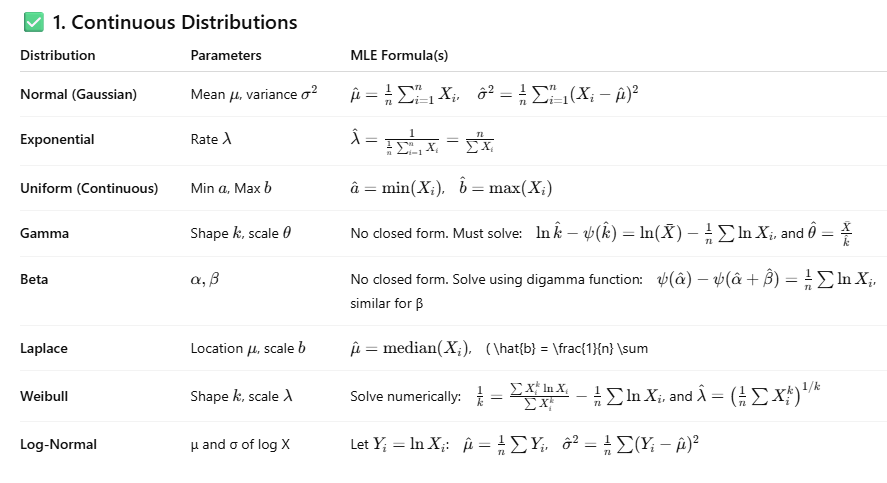 ✅ 1. Continuous Distributions
Distribution Parameters MLE Formula(s)
Normal (Gaussian) Mean μ, variance σ² μ̂ = 1/n ∑ᵢ₌₁ⁿ Xᵢ, σ̂² = 1/n ∑ᵢ₌₁ⁿ (Xᵢ − μ̂)²
Exponential Rate λ λ̂ = 1/(1/n ∑ᵢ₌₁ⁿ Xᵢ) = n/∑ Xᵢ
Uniform (Continuous) Min a, Max b â = min(Xᵢ), b̂ = max(Xᵢ)
Gamma Shape k, scale θ No closed form. Must solve: ln k̂ − ψ(k̂) = ln(X̄) − 1/n ∑ ln Xᵢ, and θ̂ = X̄/k̂
Beta α, β No closed form. Solve using digamma function: ψ(α̂) − ψ(α̂ + β̂) = 1/n ∑ ln Xᵢ,
similar for β
Laplace Location μ, scale b μ̂ = median(Xᵢ), ( \hat{b} = \frac{1}{n} \sum
Weibull Shape k, scale λ Solve numerically: 1/k = ∑ Xᵢᵏ ln Xᵢ/∑ Xᵢᵏ − 1/n ∑ ln Xᵢ, and λ̂ = (1/n ∑ Xᵢᵏ)^(1/k)
Log-Normal μ and σ of log X Let Yᵢ = ln Xᵢ: μ̂ = 1/n ∑ Yᵢ, σ̂² = 1/n ∑(Yᵢ − μ̂)²